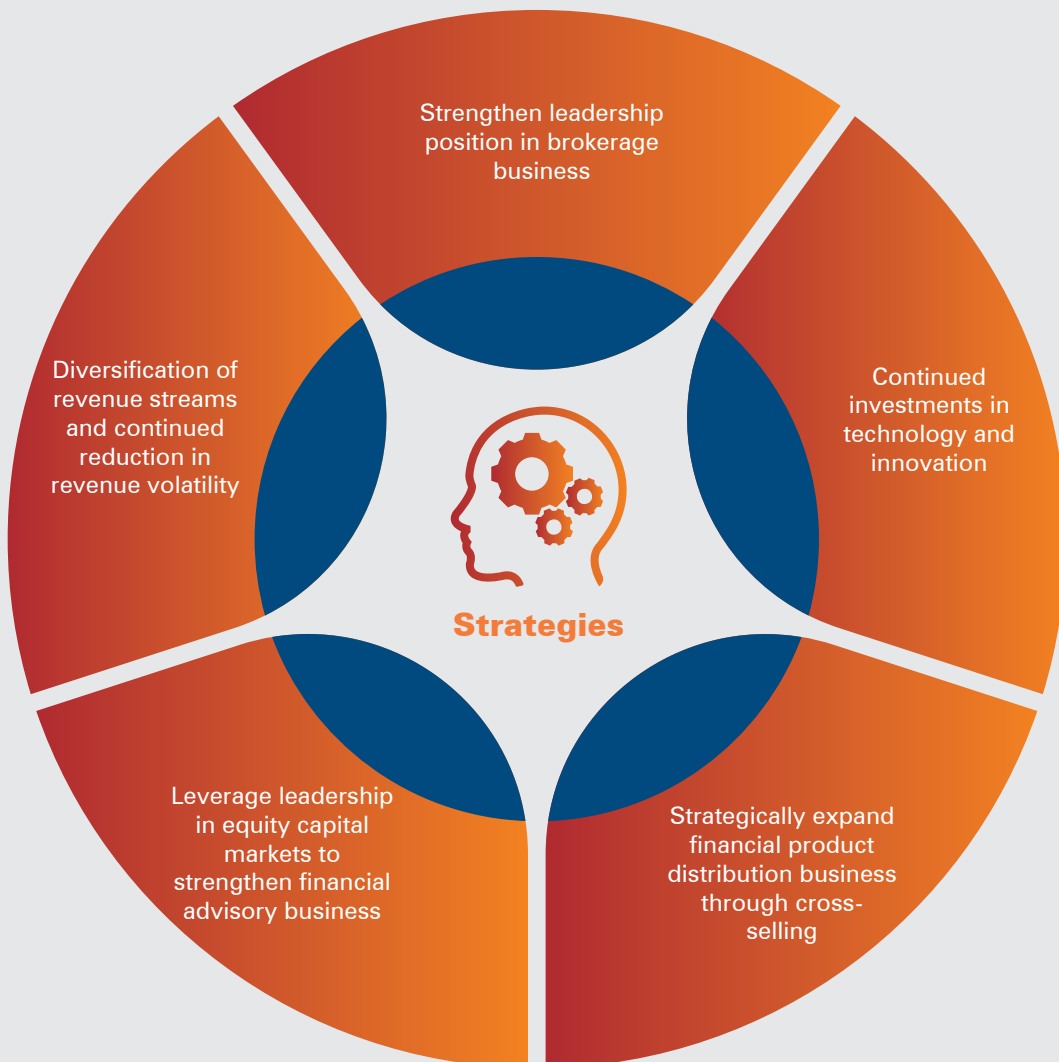 Strengthen leadership
position in brokerage
business
Continued
investments in
technology and
innovation
Strategically expand
financial product
distribution business
through cross-
selling
Leverage leadership
in equity capital
markets to
strengthen financial
advisory business
Diversification of
revenue streams
and continued
reduction in
revenue volatility
Strategies